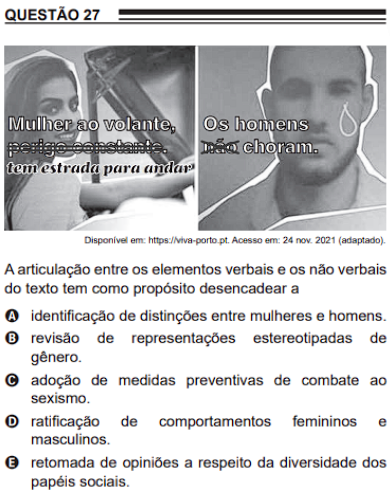 QUESTÃO 27
Mulher ao volante,
perigo constante.
tem estrada para andar
Os homens
não choram.
Disponível em: https://viva-porto.pt. Acesso em: 24 nov. 2021 (adaptado).
A articulação entre os elementos verbais e os não verbais
do texto tem como propósito desencadear a
A identificação de distinções entre mulheres e homens.
B revisão de representações estereotipadas de
gênero.
C adoção de medidas preventivas de combate ao
sexismo.
D ratificação de comportamentos femininos e
masculinos.
E retomada de opiniões a respeito da diversidade dos
papéis sociais.